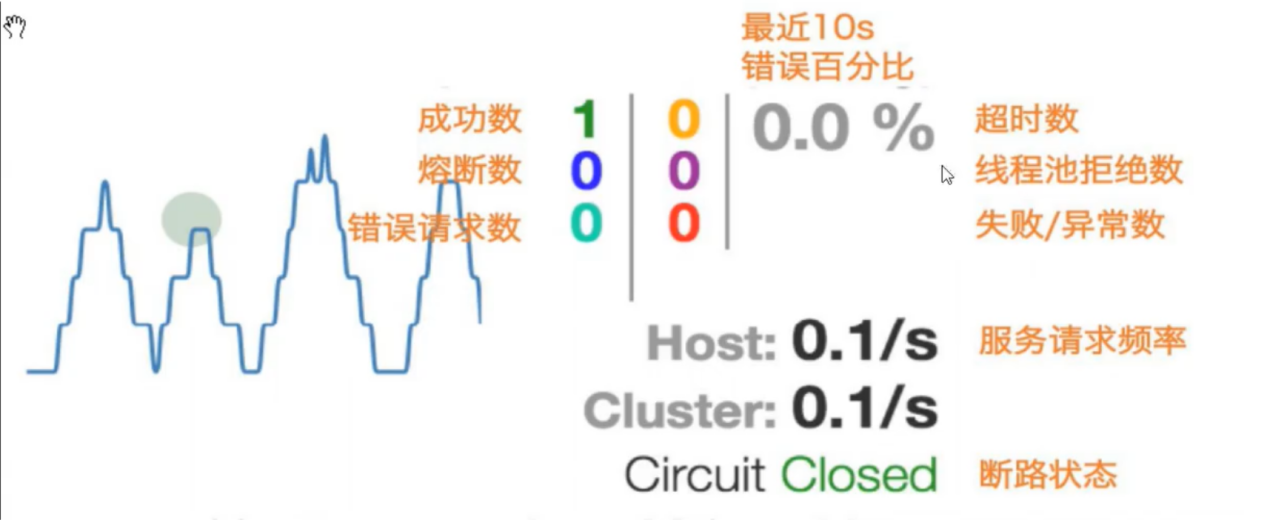 最近10s
错误百分比
成功数 1 0 0.0 % 超时数
熔断数 0 0 线程池拒绝数
错误请求数 0 0 失败/异常数
Host: 0.1/s 服务请求频率
Cluster: 0.1/s
Circuit Closed 断路状态